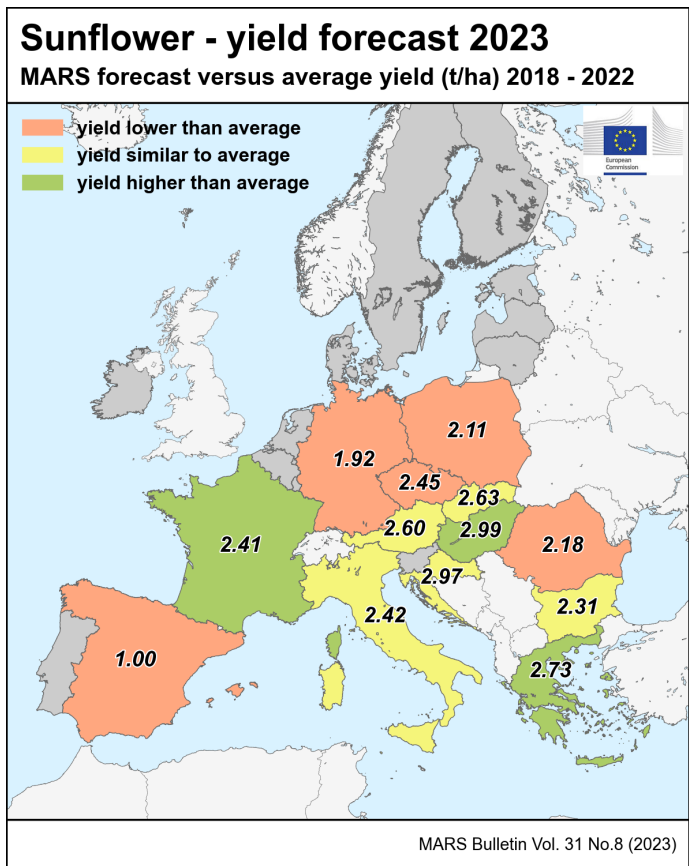 Sunflower - yield forecast 2023
MARS forecast versus average yield (t/ha) 2018 - 2022
yield lower than average
yield similar to average
yield higher than average
European
Commission
2.11
1.92
2.45
2.63
2.60
2.99
2.41
2.18
2.97
2.31
2.42
1.00
2.73
MARS Bulletin Vol. 31 No.8 (2023)